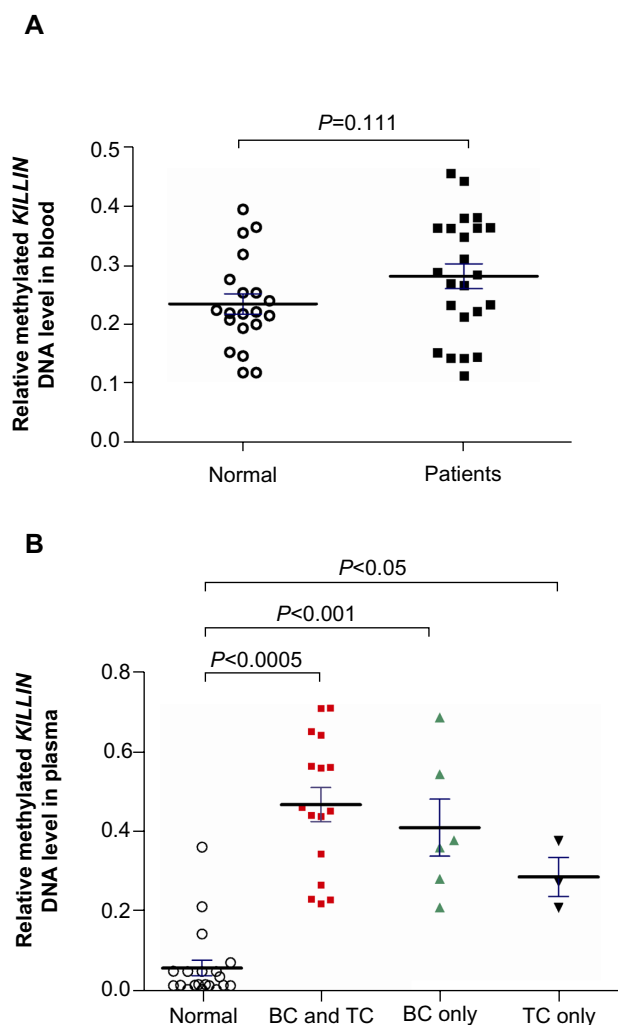 A
P=0.111
Relative methylated KILLIN
DNA level in blood
0.5
0.4
0.3
0.2
0.1
0.0
Normal
Patients
B
P<0.05
P<0.001
P<0.0005
Relative methylated KILLIN
DNA level in plasma
0.8
0.6
0.4
0.2
0.0
Normal
BC and TC
BC only
TC only